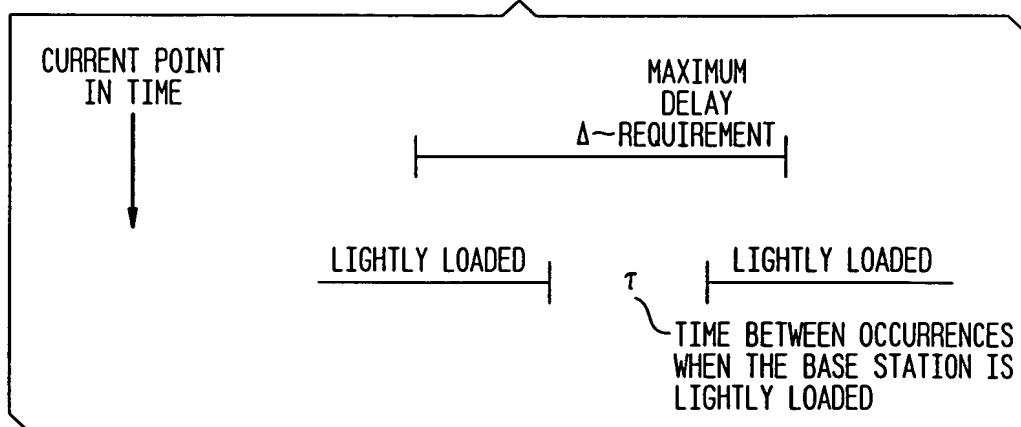 CURRENT POINT
IN TIME
MAXIMUM
DELAY
Δ~REQUIREMENT
LIGHTLY LOADED
τ
LIGHTLY LOADED
TIME BETWEEN OCCURRENCES
WHEN THE BASE STATION IS
LIGHTLY LOADED